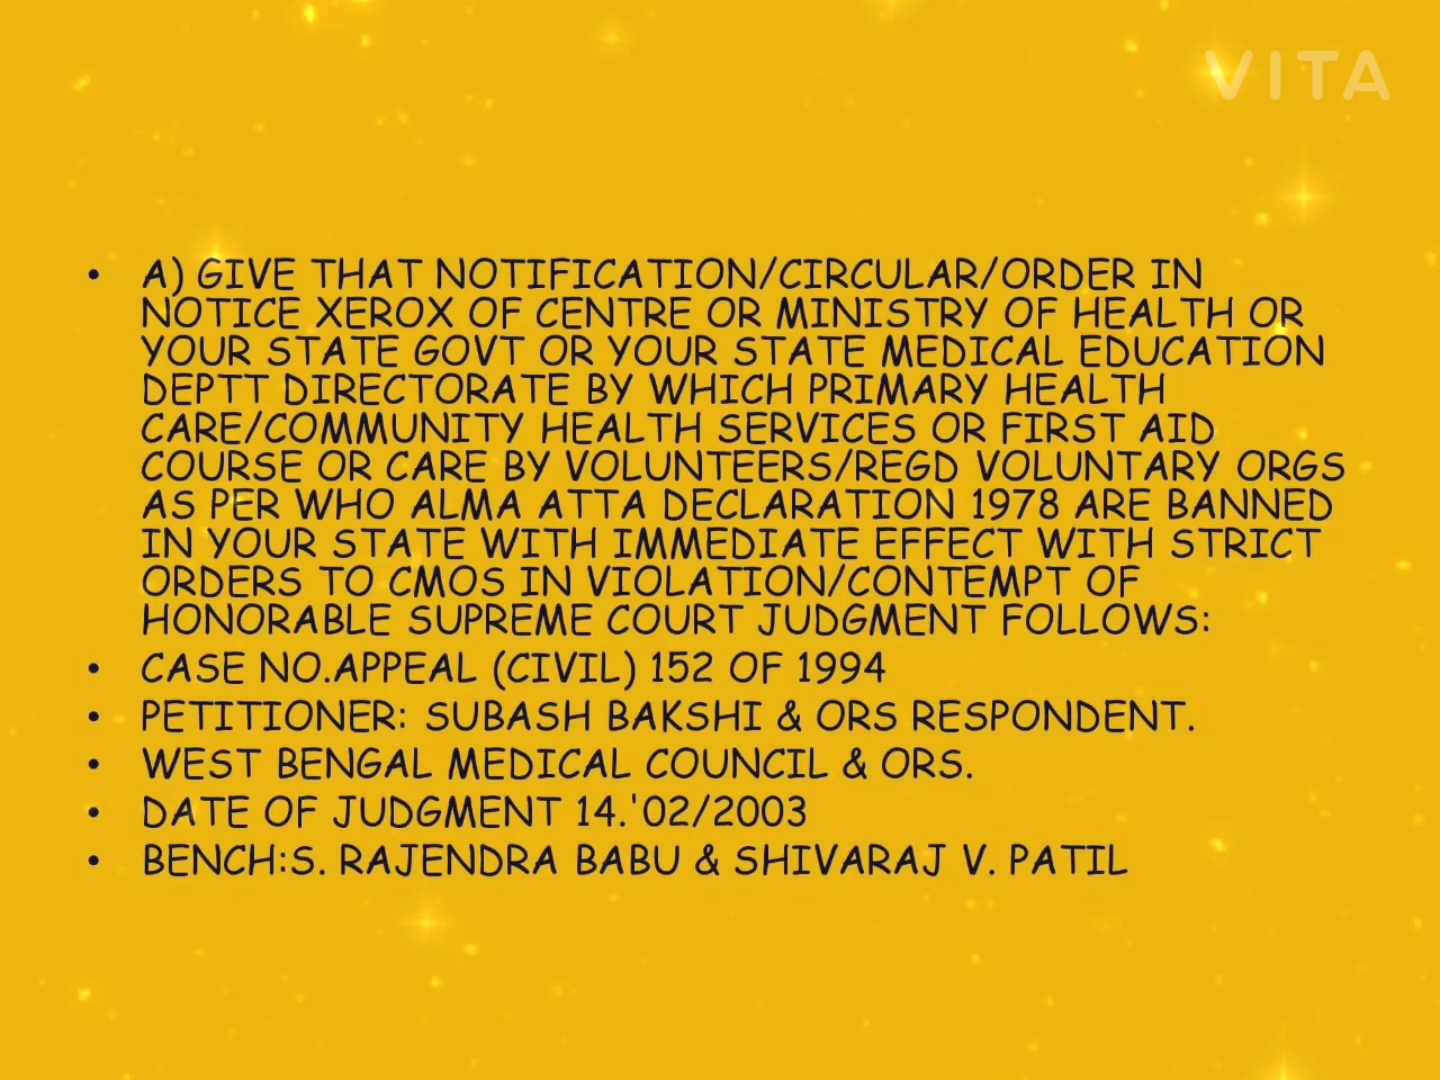 VITA
• A) GIVE THAT NOTIFICATION/CIRCULAR/ORDER IN
NOTICE XEROX OF CENTRE OR MINISTRY OF HEALTH OR
YOUR STATE GOVT OR YOUR STATE MEDICAL EDUCATION
DEPTT DIRECTORATE BY WHICH PRIMARY HEALTH
CARE/COMMUNITY HEALTH SERVICES OR FIRST AID
COURSE OR CARE BY VOLUNTEERS/REGD VOLUNTARY ORGS
AS PER WHO ALMA ATTA DECLARATION 1978 ARE BANNED
IN YOUR STATE WITH IMMEDIATE EFFECT WITH STRICT
ORDERS TO CMOS IN VIOLATION/CONTEMPT OF
HONORABLE SUPREME COURT JUDGMENT FOLLOWS:
• CASE NO.APPEAL (CIVIL) 152 OF 1994
• PETITIONER: SUBASH BAKSHI & ORS RESPONDENT.
• WEST BENGAL MEDICAL COUNCIL & ORS.
• DATE OF JUDGMENT 14.'02/2003
• BENCH:S. RAJENDRA BABU & SHIVARAJ V. PATIL